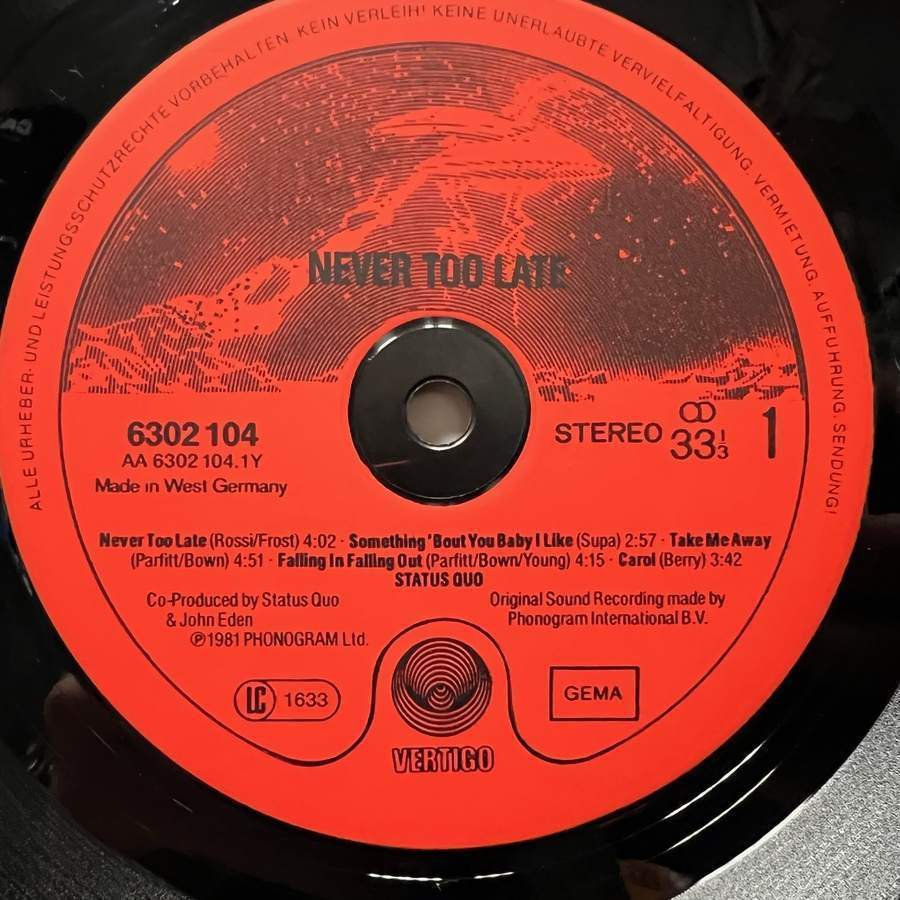 ALLE URHEBER- UND LEISTUNGSSCHUTZRECHTE VORBEHALTEN KEIN VERLEIH! KEINE UNERLAUBTE VERVIELFÄLTIGUNG, VERMIETUNG, AUFFÜHRUNG, SENDUNG!
NEVER TOO LATE
6302 104
AA 6302 104.1Y
Made in West Germany
STEREO 33 1/3 1
Never Too Late (Rossi/Frost) 4:02 · Something 'Bout You Baby I Like (Supa) 2:57 · Take Me Away
(Parfitt/Bown) 4:51 · Falling In Falling Out (Parfitt/Bown/Young) 4:15 · Carol (Berry) 3:42
STATUS QUO
Co-Produced by Status Quo
& John Eden
℗1981 PHONOGRAM Ltd.
Original Sound Recording made by
Phonogram International B.V.
LC 1633
GEMA
VERTIGO